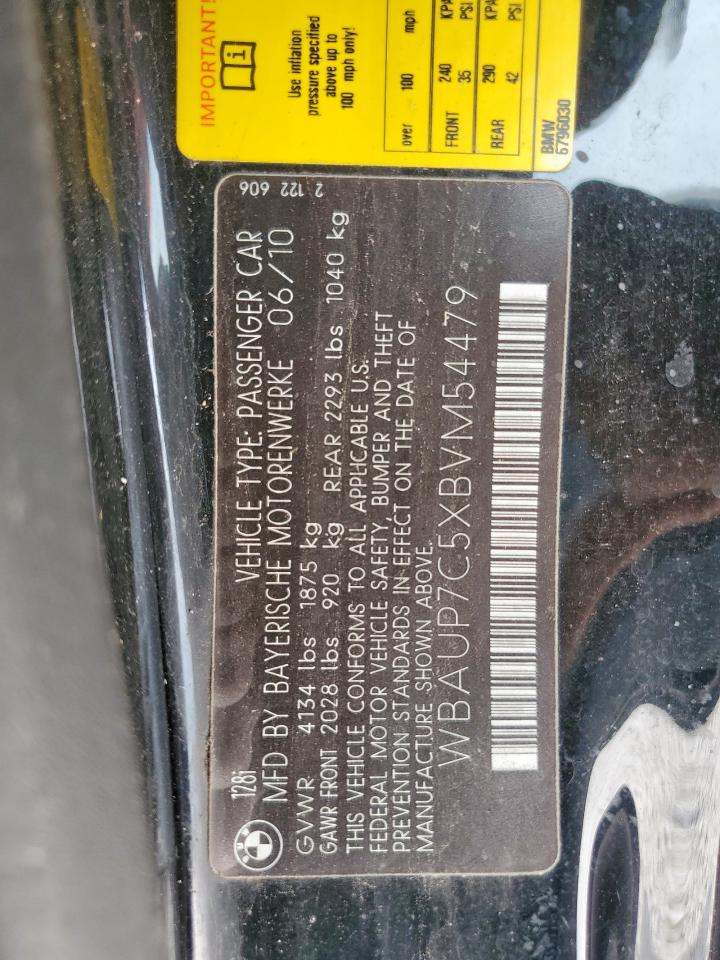 IMPORTANT!
Use inflation
pressure specified
above up to
100 mph only!
over 100 mph
FRONT 240 KPA
35 PSI
REAR 290 KPA
42 PSI
BMW
6796030
128i
VEHICLE TYPE: PASSENGER CAR
2 122 606
MFD BY BAYERISCHE MOTORENWERKE 06/10
GVWR 4134 lbs 1875 kg
GAWR FRONT 2028 lbs 920 kg REAR 2293 lbs 1040 kg
THIS VEHICLE CONFORMS TO ALL APPLICABLE U.S.
FEDERAL MOTOR VEHICLE SAFETY, BUMPER AND THEFT
PREVENTION STANDARDS IN EFFECT ON THE DATE OF
MANUFACTURE SHOWN ABOVE.
WBAUP7C5XBVM54479